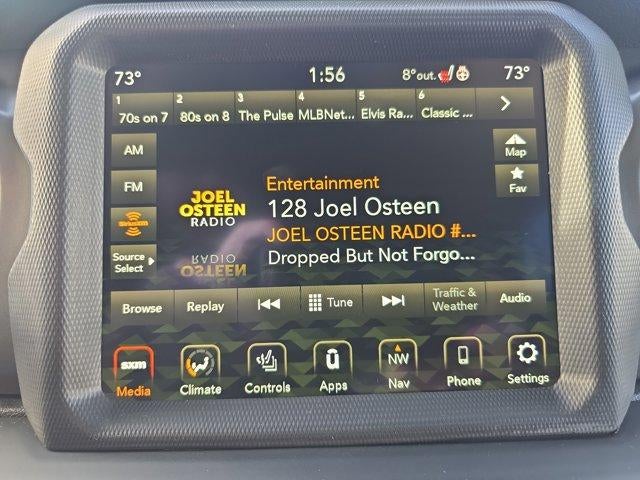 73° 1:56 8°out. 73°
1 2 3 4 5 6
70s on 7 80s on 8 The Pulse MLBNet... Elvis Ra... Classic ...
AM
Map
FM
Fav
Entertainment
128 Joel Osteen
JOEL OSTEEN RADIO #...
Dropped But Not Forgo...
JOEL
OSTEEN
RADIO
SiriusXM
Source
Select
Browse Replay Tune Traffic &
Weather Audio
sxm NW
Media Climate Controls Apps Nav Phone Settings